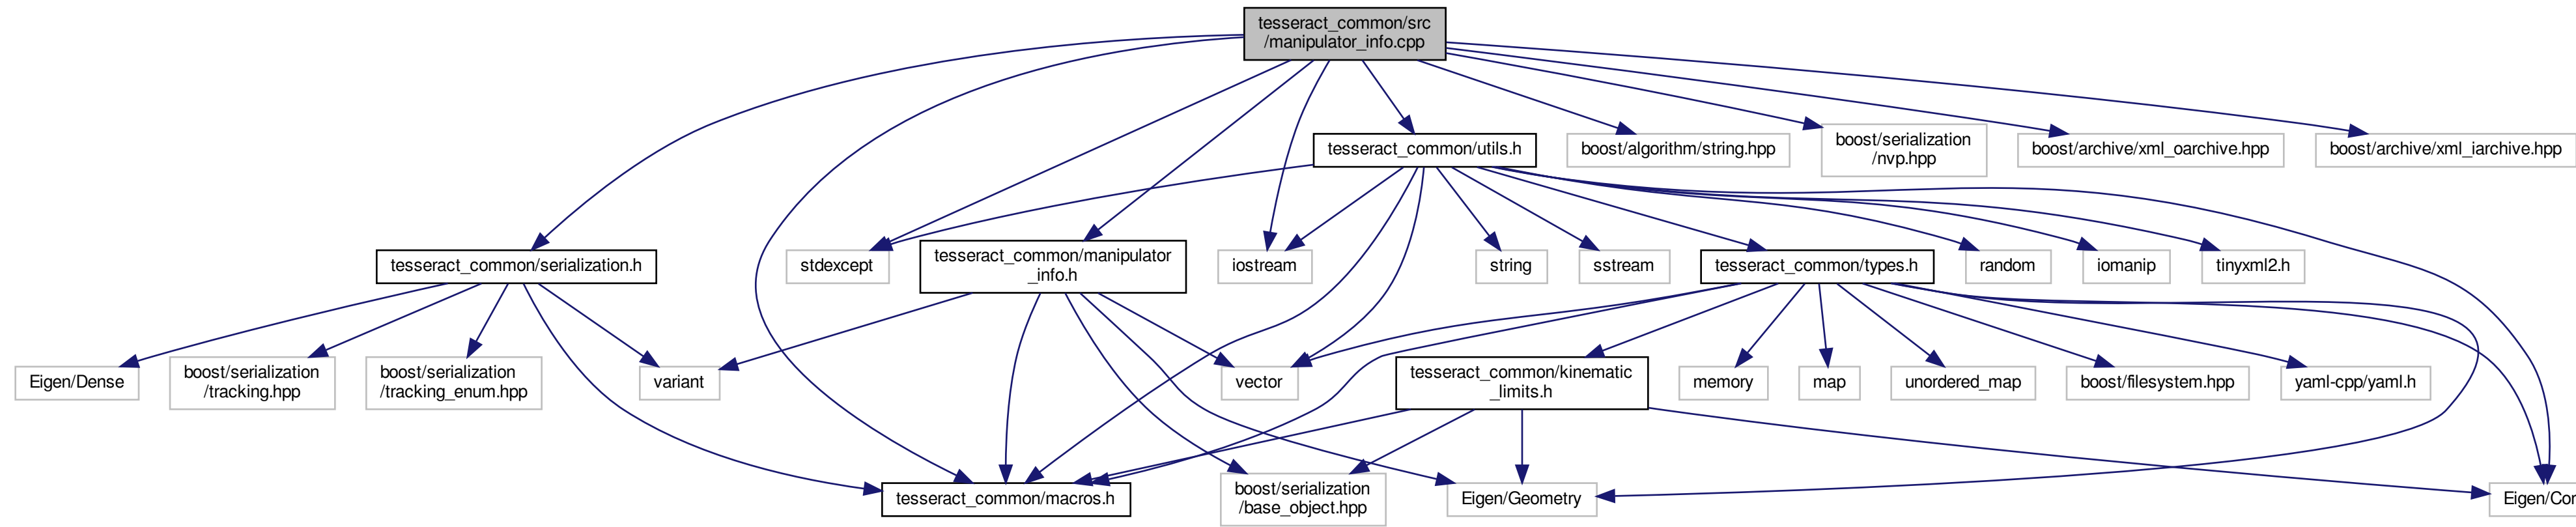 tesseract_common/src
/manipulator_info.cpp
tesseract_common/utils.h
boost/algorithm/string.hpp
boost/serialization
/nvp.hpp
boost/archive/xml_oarchive.hpp
boost/archive/xml_iarchive.hpp
tesseract_common/serialization.h
stdexcept
tesseract_common/manipulator
_info.h
iostream
string
sstream
tesseract_common/types.h
random
iomanip
tinyxml2.h
Eigen/Dense
boost/serialization
/tracking.hpp
boost/serialization
/tracking_enum.hpp
variant
vector
tesseract_common/kinematic
_limits.h
memory
map
unordered_map
boost/filesystem.hpp
yaml-cpp/yaml.h
tesseract_common/macros.h
boost/serialization
/base_object.hpp
Eigen/Geometry
Eigen/Cor